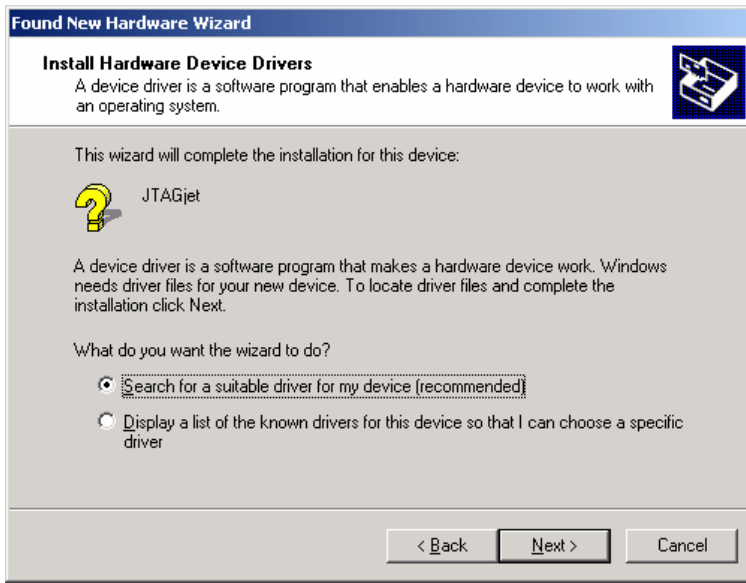 Found New Hardware Wizard
Install Hardware Device Drivers
A device driver is a software program that enables a hardware device to work with
an operating system.
This wizard will complete the installation for this device:
JTAGjet
A device driver is a software program that makes a hardware device work. Windows
needs driver files for your new device. To locate driver files and complete the
installation click Next.
What do you want the wizard to do?
Search for a suitable driver for my device (recommended)
Display a list of the known drivers for this device so that I can choose a specific
driver
< Back Next > Cancel